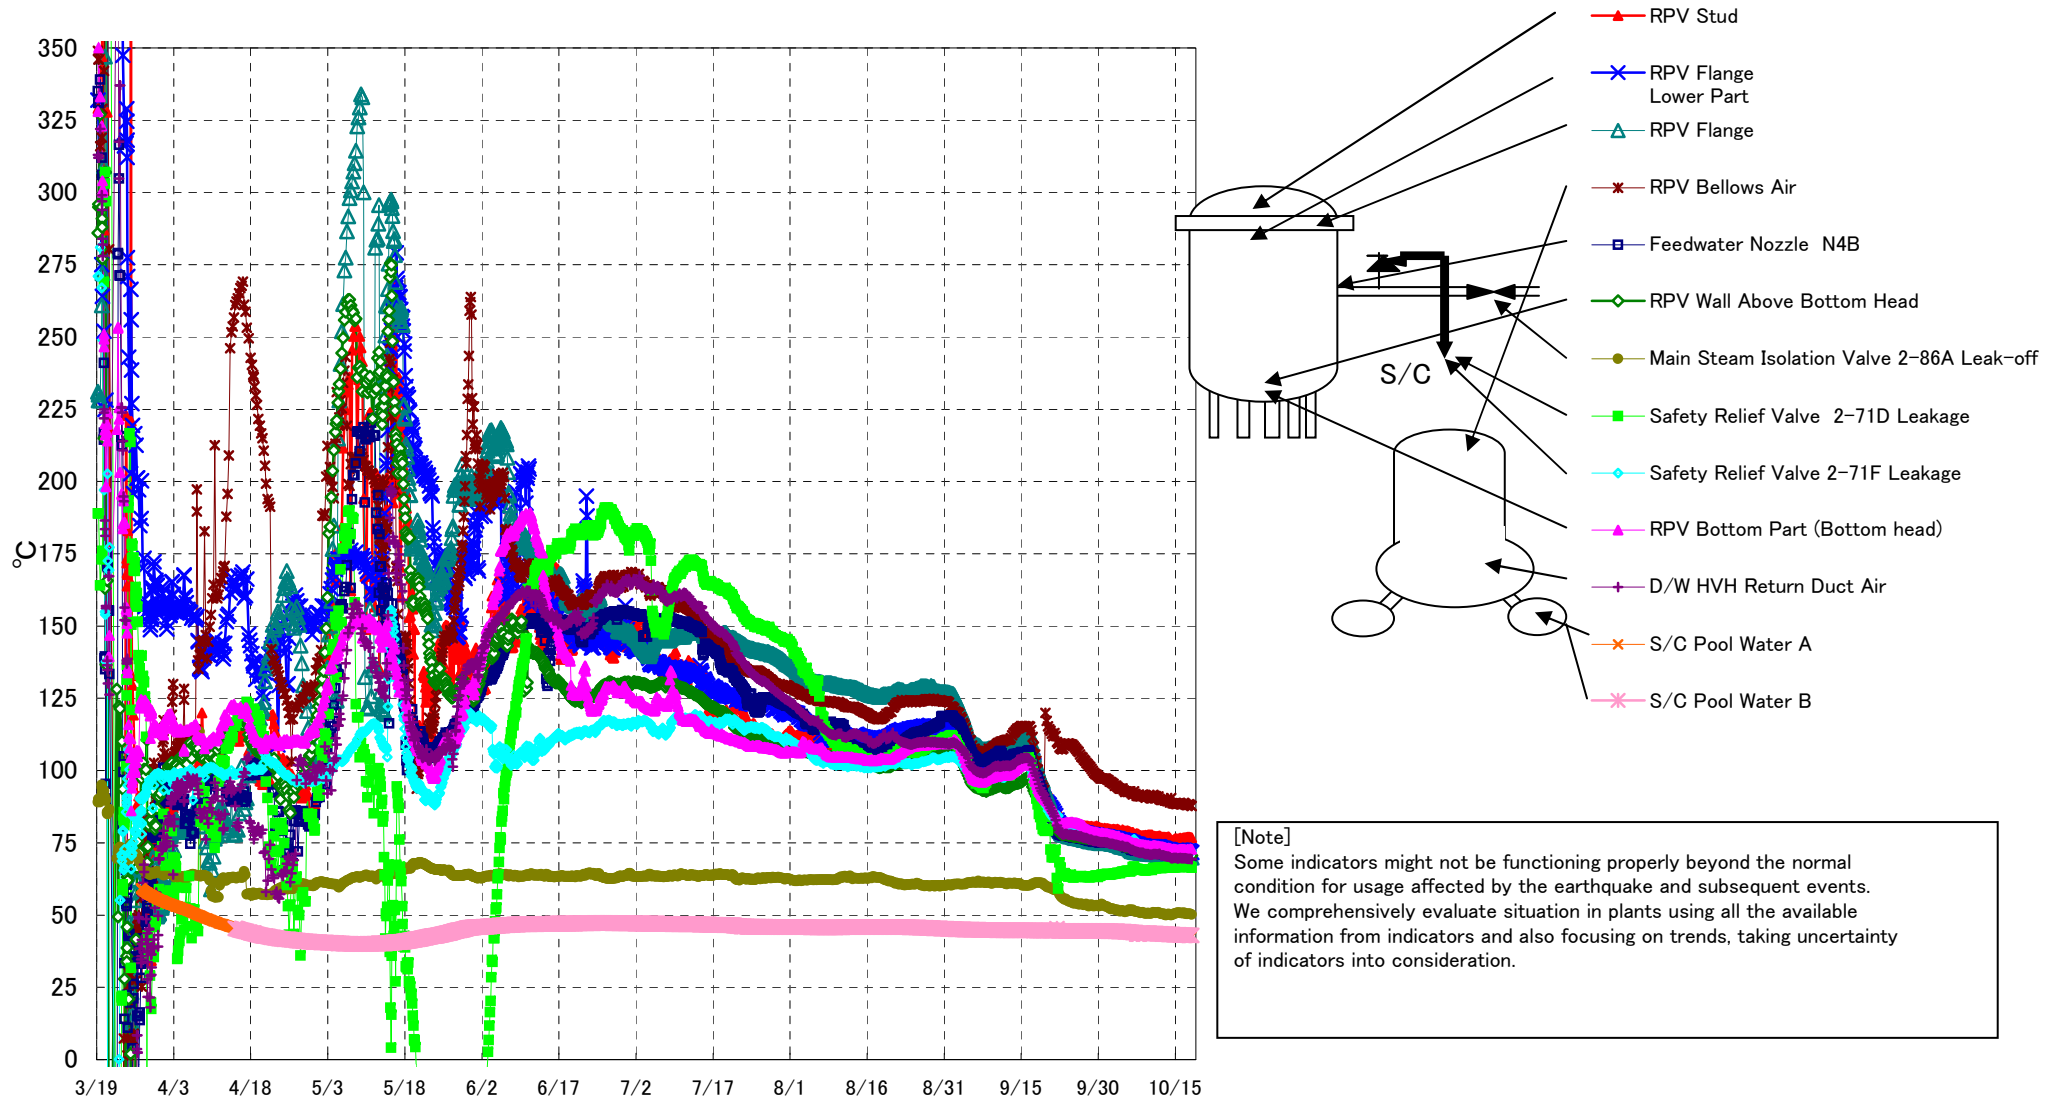 350
325
300
275
250
225
200
175
150
125
100
75
50
25
0
℃
3/19 4/3 4/18 5/3 5/18 6/2 6/17 7/2 7/17 8/1 8/16 8/31 9/15 9/30 10/15
RPV Stud
RPV Flange
Lower Part
RPV Flange
RPV Bellows Air
Feedwater Nozzle N4B
RPV Wall Above Bottom Head
Main Steam Isolation Valve 2-86A Leak-off
Safety Relief Valve 2-71D Leakage
Safety Relief Valve 2-71F Leakage
RPV Bottom Part (Bottom head)
D/W HVH Return Duct Air
S/C Pool Water A
S/C Pool Water B
S/C
[Note]
Some indicators might not be functioning properly beyond the normal
condition for usage affected by the earthquake and subsequent events.
We comprehensively evaluate situation in plants using all the available
information from indicators and also focusing on trends, taking uncertainty
of indicators into consideration.